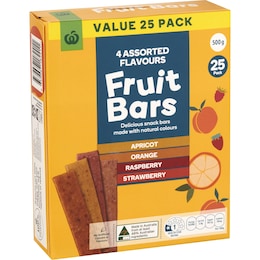 VALUE 25 PACK
4 ASSORTED
FLAVOURS
500g
Fruit
Bars
25
Pack
Delicious snack bars
made with natural colours
APRICOT
ORANGE
RASPBERRY
STRAWBERRY
1